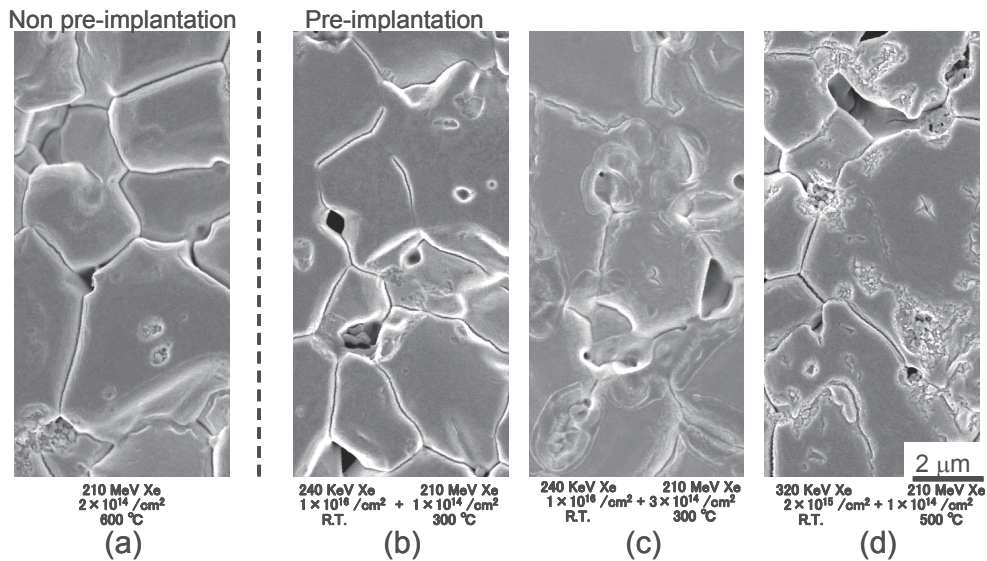 Non pre-implantation
Pre-implantation
2 μm
210 MeV Xe
2×10¹⁴ /cm²
600 °C
(a)
240 KeV Xe 210 MeV Xe
1×10¹⁶ /cm² + 1×10¹⁴ /cm²
R.T. 300 °C
(b)
240 KeV Xe 210 MeV Xe
1×10¹⁶ /cm² + 3×10¹⁴ /cm²
R.T. 300 °C
(c)
320 KeV Xe 210 MeV Xe
2×10¹⁵ /cm² + 1×10¹⁴ /cm²
R.T. 500 °C
(d)